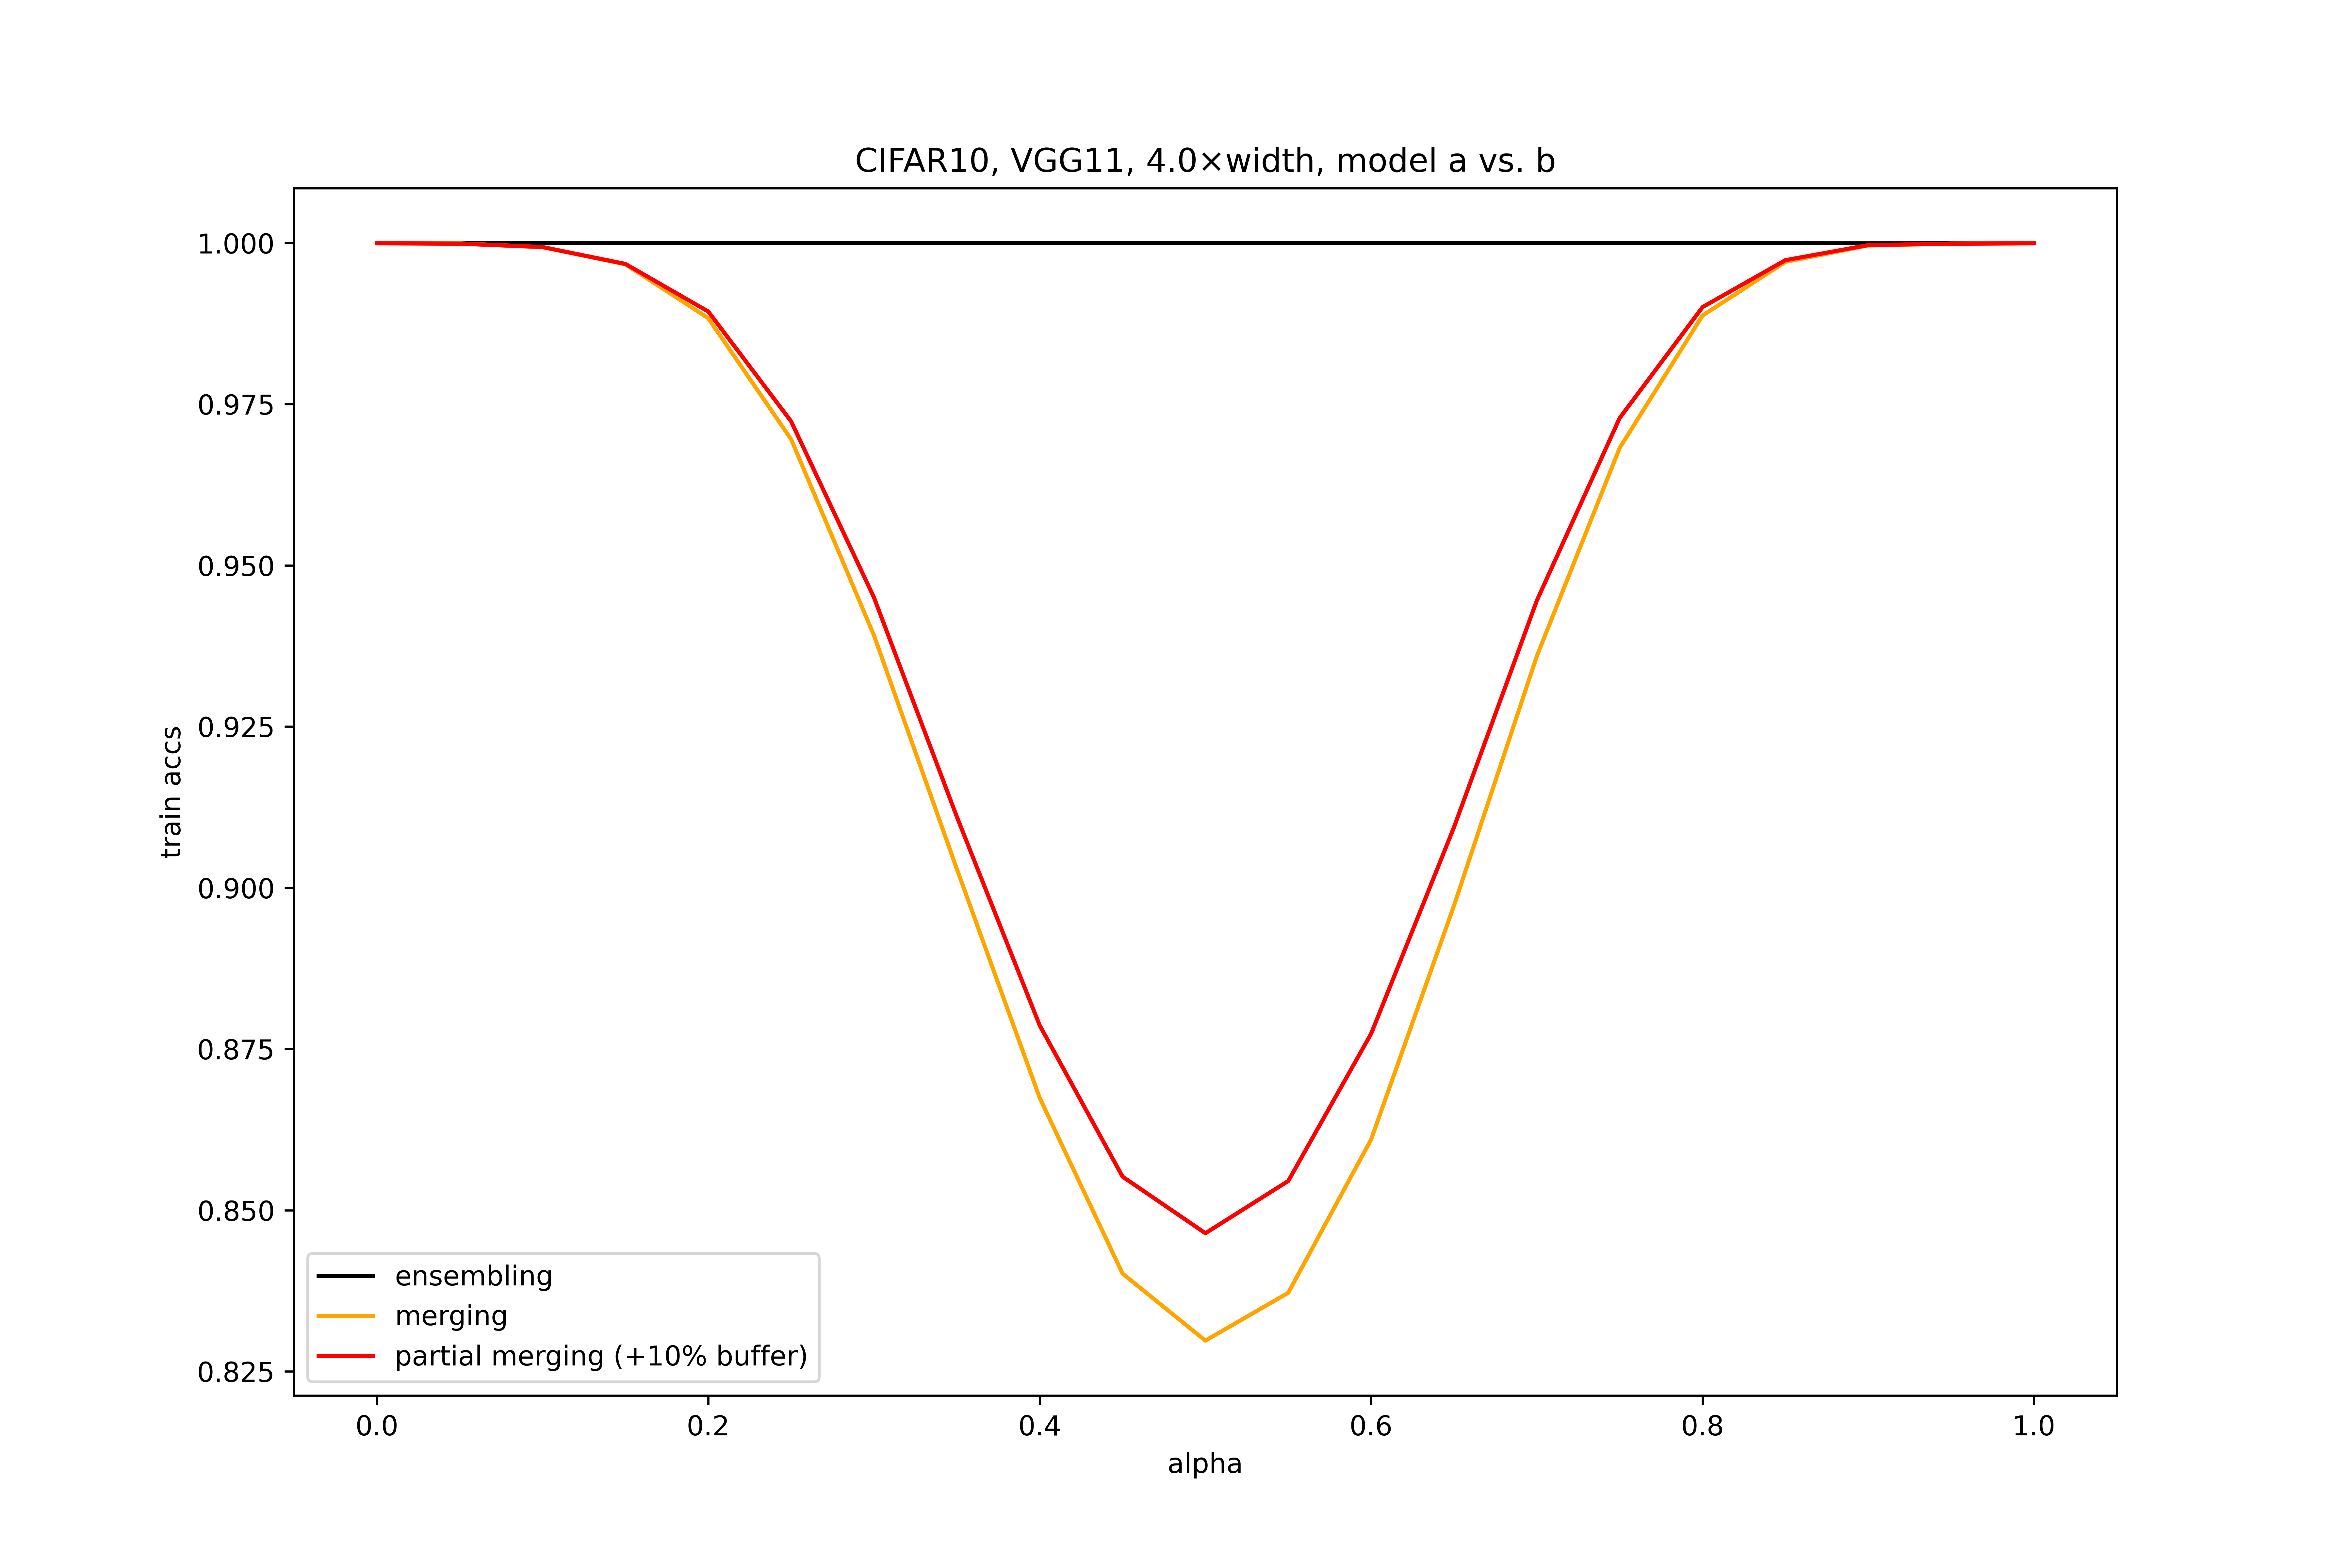 CIFAR10, VGG11, 4.0×width, model a vs. b
1.000
0.975
0.950
0.925
0.900
0.875
0.850
0.825
train accs
ensembling
merging
partial merging (+10% buffer)
0.0 0.2 0.4 0.6 0.8 1.0
alpha